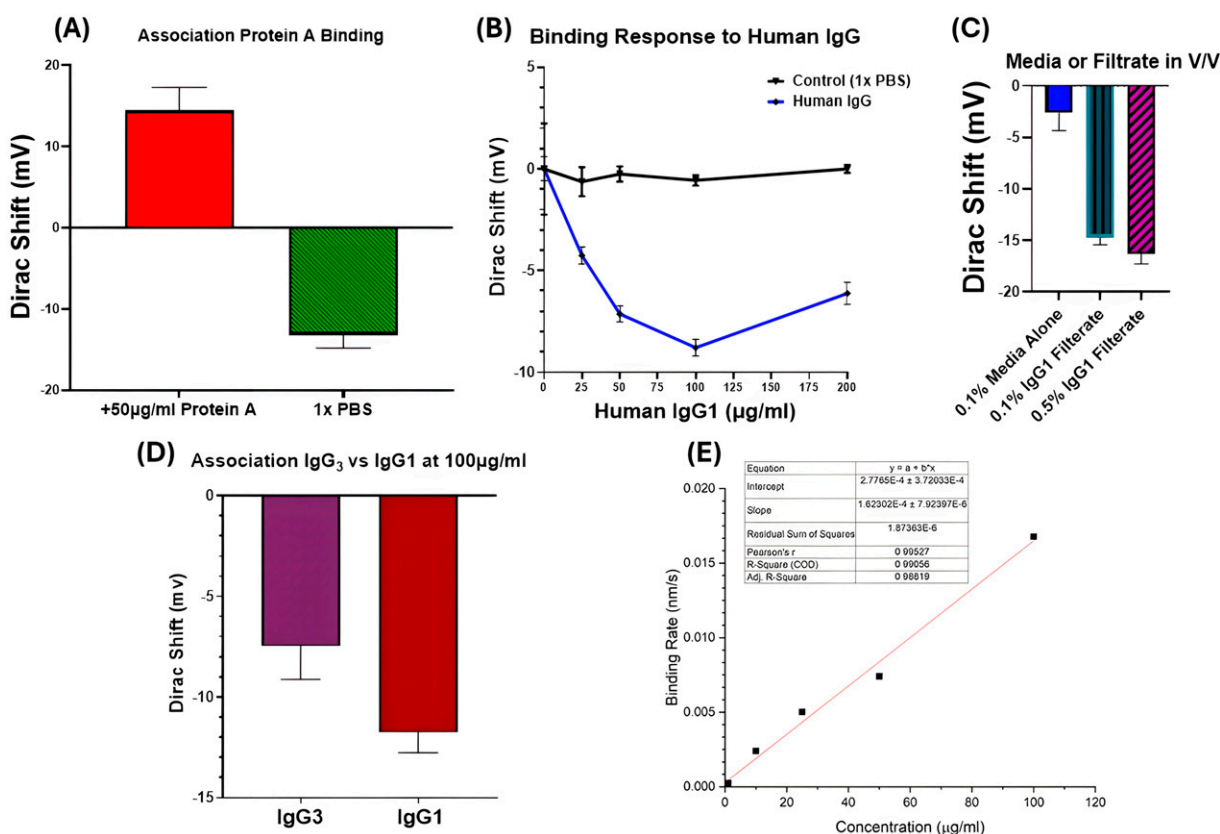 (A)
Association Protein A Binding
Dirac Shift (mV)
20
10
0
-10
-20
+50µg/ml Protein A
1x PBS
(B)
Binding Response to Human IgG
Control (1x PBS)
Human IgG
Dirac Shift (mV)
5
0
-5
-10
0 25 50 75 100 125 150 175 200
Human IgG1 (µg/ml)
(C)
Media or Filtrate in V/V
Dirac Shift (mV)
0
-5
-10
-15
-20
0.1% Media Alone
0.1% IgG1 Filterate
0.5% IgG1 Filterate
(D)
Association IgG₃ vs IgG1 at 100µg/ml
Dirac Shift (mv)
0
-5
-10
-15
IgG3
IgG1
(E)
Equation y = a + b*x
Intercept 2.7765E-4 ± 3.72033E-4
Slope 1.62302E-4 ± 7.92397E-6
Residual Sum of Squares 1.87363E-6
Pearson's r 0 99527
R-Square (COD) 0 99056
Adj. R-Square 0 98819
Binding Rate (nm/s)
0.020
0.015
0.010
0.005
0.000
0 20 40 60 80 100 120
Concentration (µg/ml)